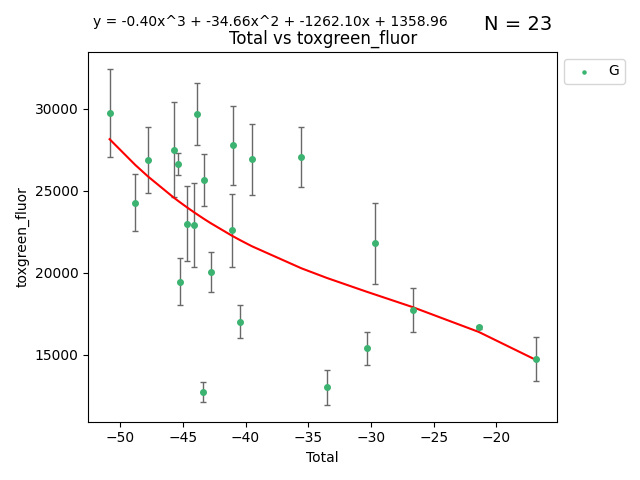 y = -0.40x^3 + -34.66x^2 + -1262.10x + 1358.96
N = 23
Total vs toxgreen_fluor
G
30000
25000
20000
15000
toxgreen_fluor
−50 −45 −40 −35 −30 −25 −20
Total